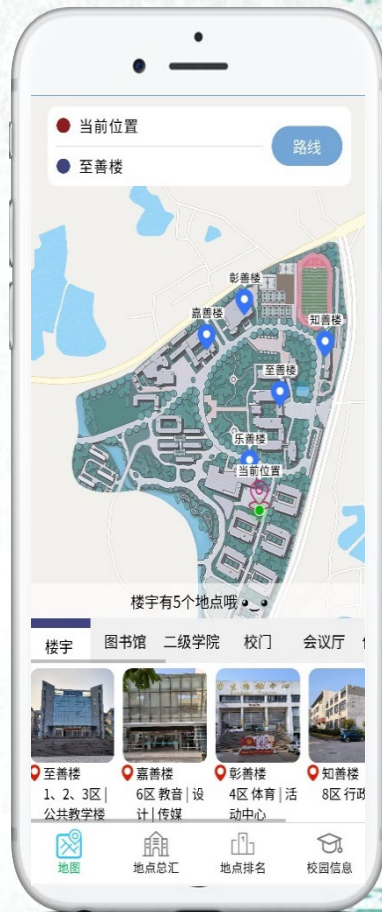 当前位置
路线
至善楼
彰善楼
嘉善楼
知善楼
至善楼
乐善楼
当前位置
楼宇有5个地点哦
楼宇
图书馆
二级学院
校门
会议厅
至善楼
1、2、3区 |
公共教学楼
嘉善楼
6区 教音 | 设
计 | 传媒
彰善楼
4区 体育 | 活
动中心
知善楼
8区 行政
地图
地点总汇
地点排名
校园信息